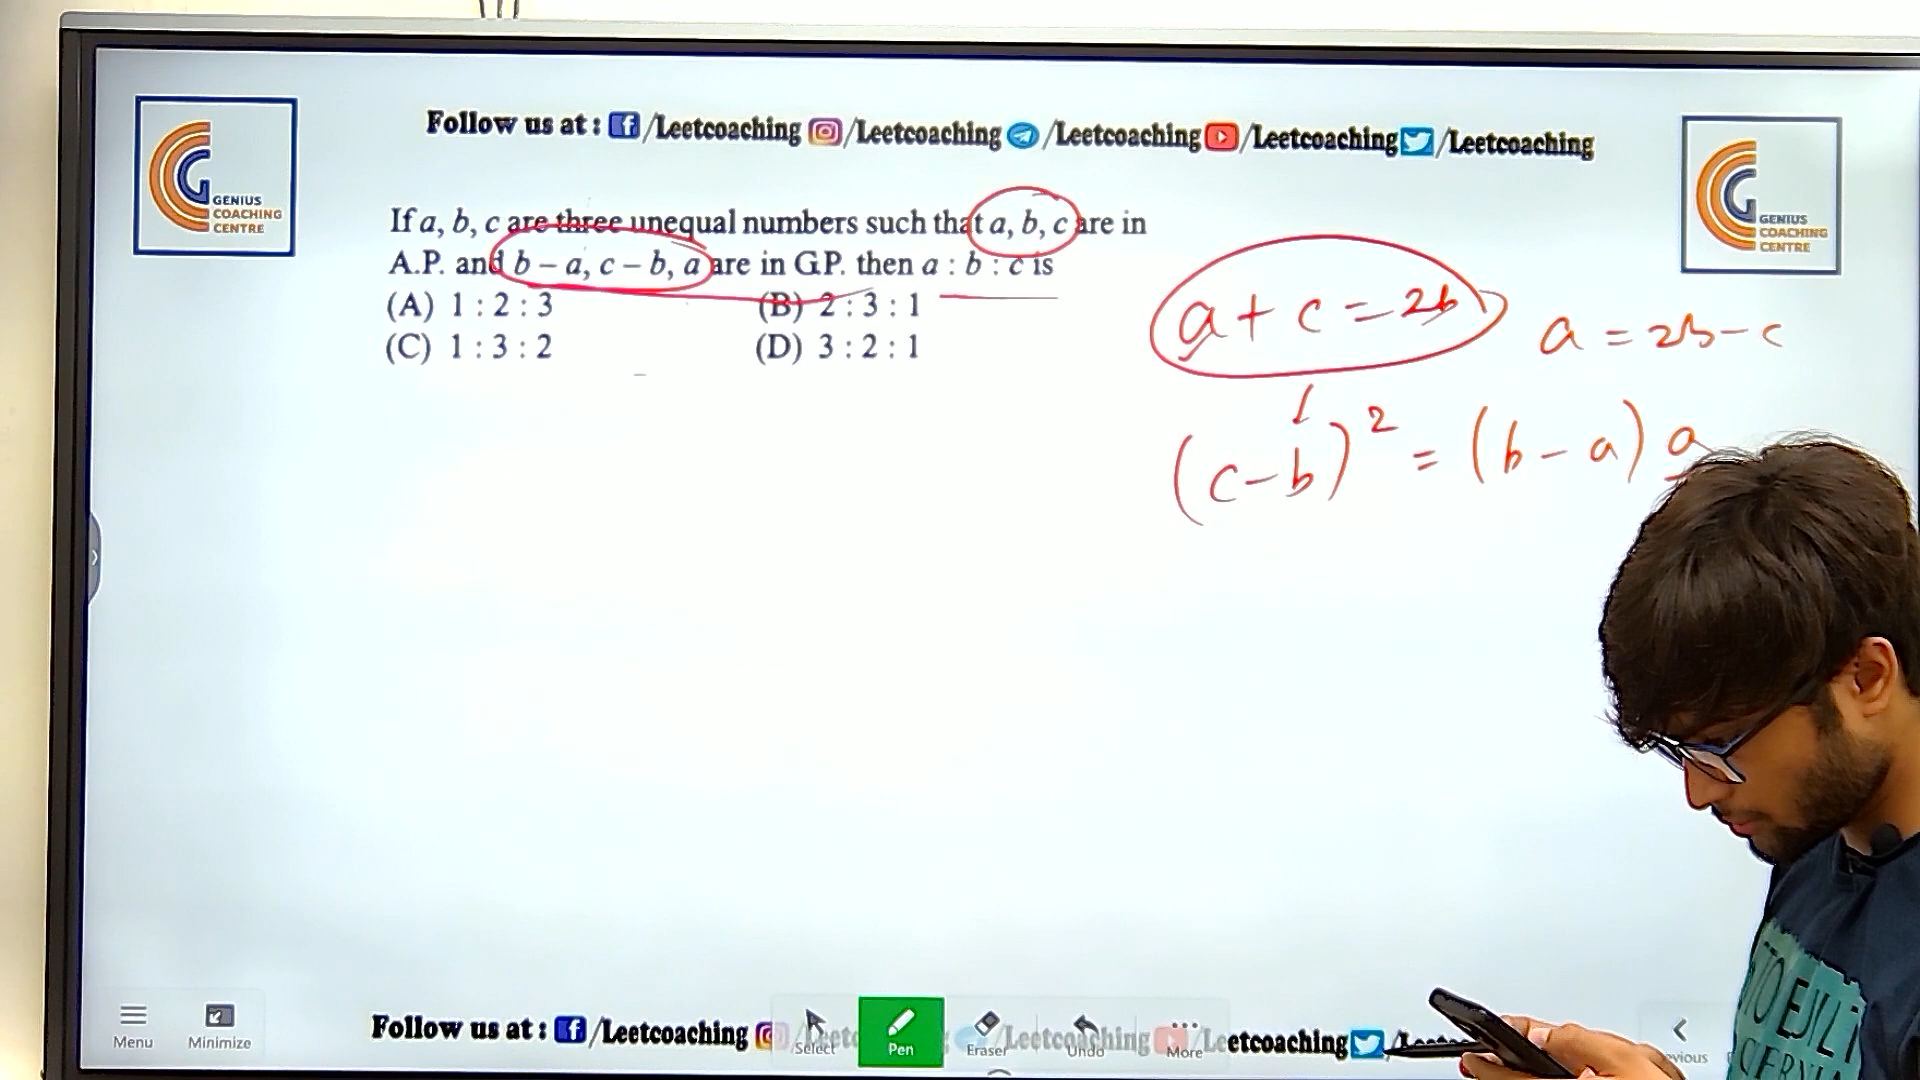 Follow us at : /Leetcoaching /Leetcoaching /Leetcoaching /Leetcoaching /Leetcoaching
GENIUS
COACHING
CENTRE
GENIUS
COACHING
CENTRE
If a, b, c are three unequal numbers such that a, b, c are in
A.P. and b – a, c – b, a are in G.P. then a : b : c is
(A) 1 : 2 : 3 (B) 2 : 3 : 1
(C) 1 : 3 : 2 (D) 3 : 2 : 1
a + c = 2b
a = 2b - c
(c - b)² = (b - a) a
Menu
Minimize
Follow us at : /Leetcoaching
Select
Pen
Eraser
Undo
More
Leetcoaching
etcoaching